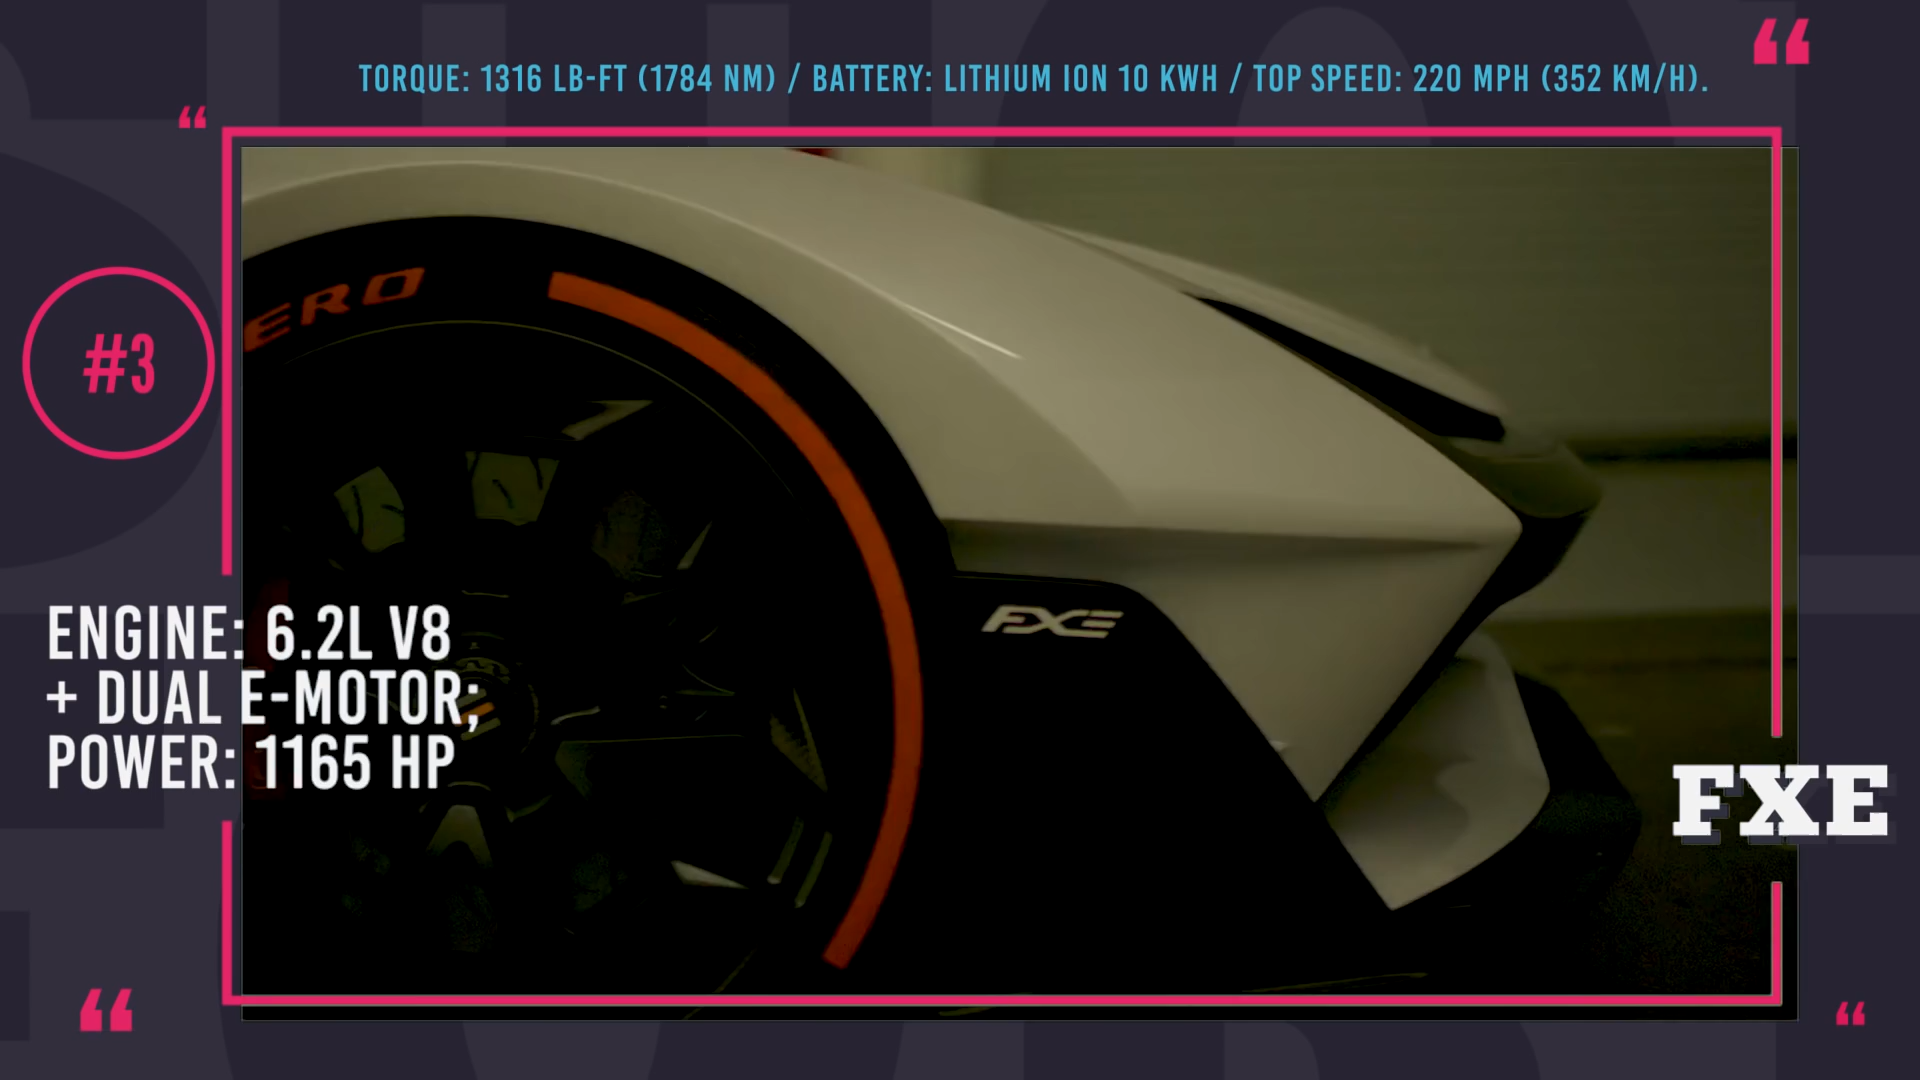 TORQUE: 1316 LB-FT (1784 NM) / BATTERY: LITHIUM ION 10 KWH / TOP SPEED: 220 MPH (352 KM/H).
ERO
#3
FXE
ENGINE: 6.2L V8
+ DUAL E-MOTOR;
POWER: 1165 HP
FXE